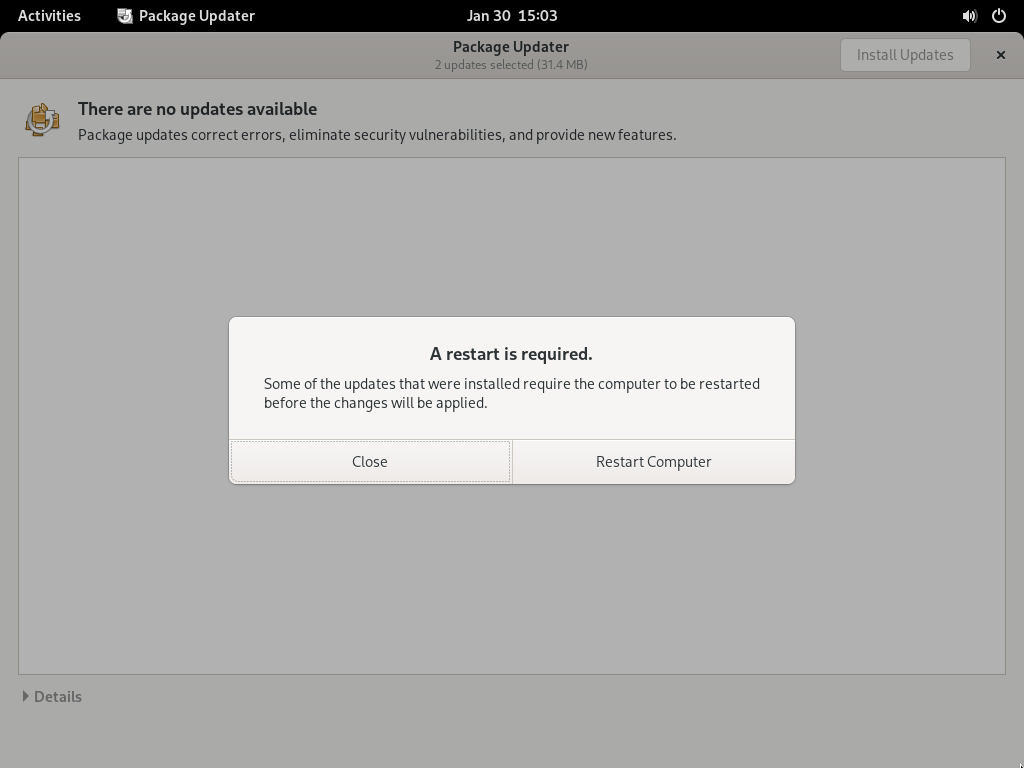 Activities Package Updater Jan 30 15:03
Package Updater
2 updates selected (31.4 MB)
Install Updates
There are no updates available
Package updates correct errors, eliminate security vulnerabilities, and provide new features.
A restart is required.
Some of the updates that were installed require the computer to be restarted
before the changes will be applied.
Close Restart Computer
Details